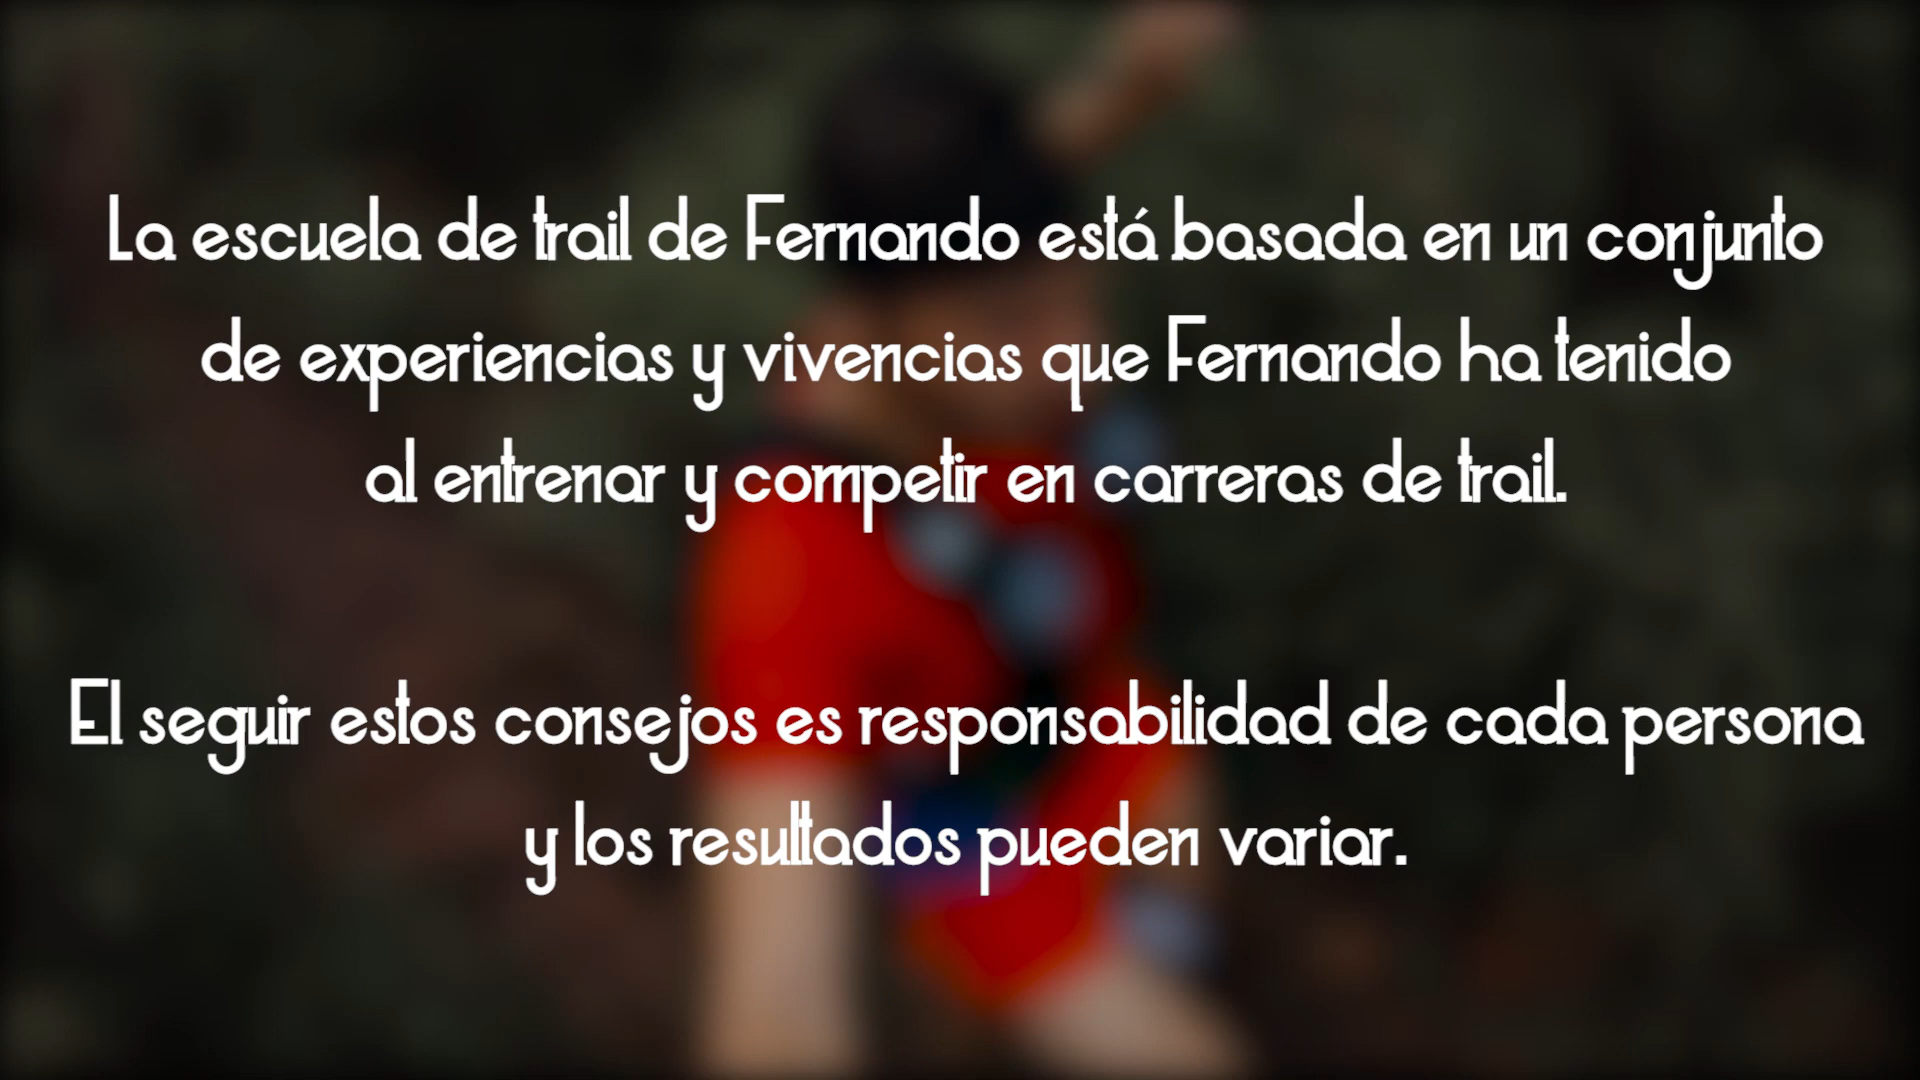 La escuela de trail de Fernando está basada en un conjunto
de experiencias y vivencias que Fernando ha tenido
al entrenar y competir en carreras de trail.
El seguir estos consejos es responsabilidad de cada persona
y los resultados pueden variar.